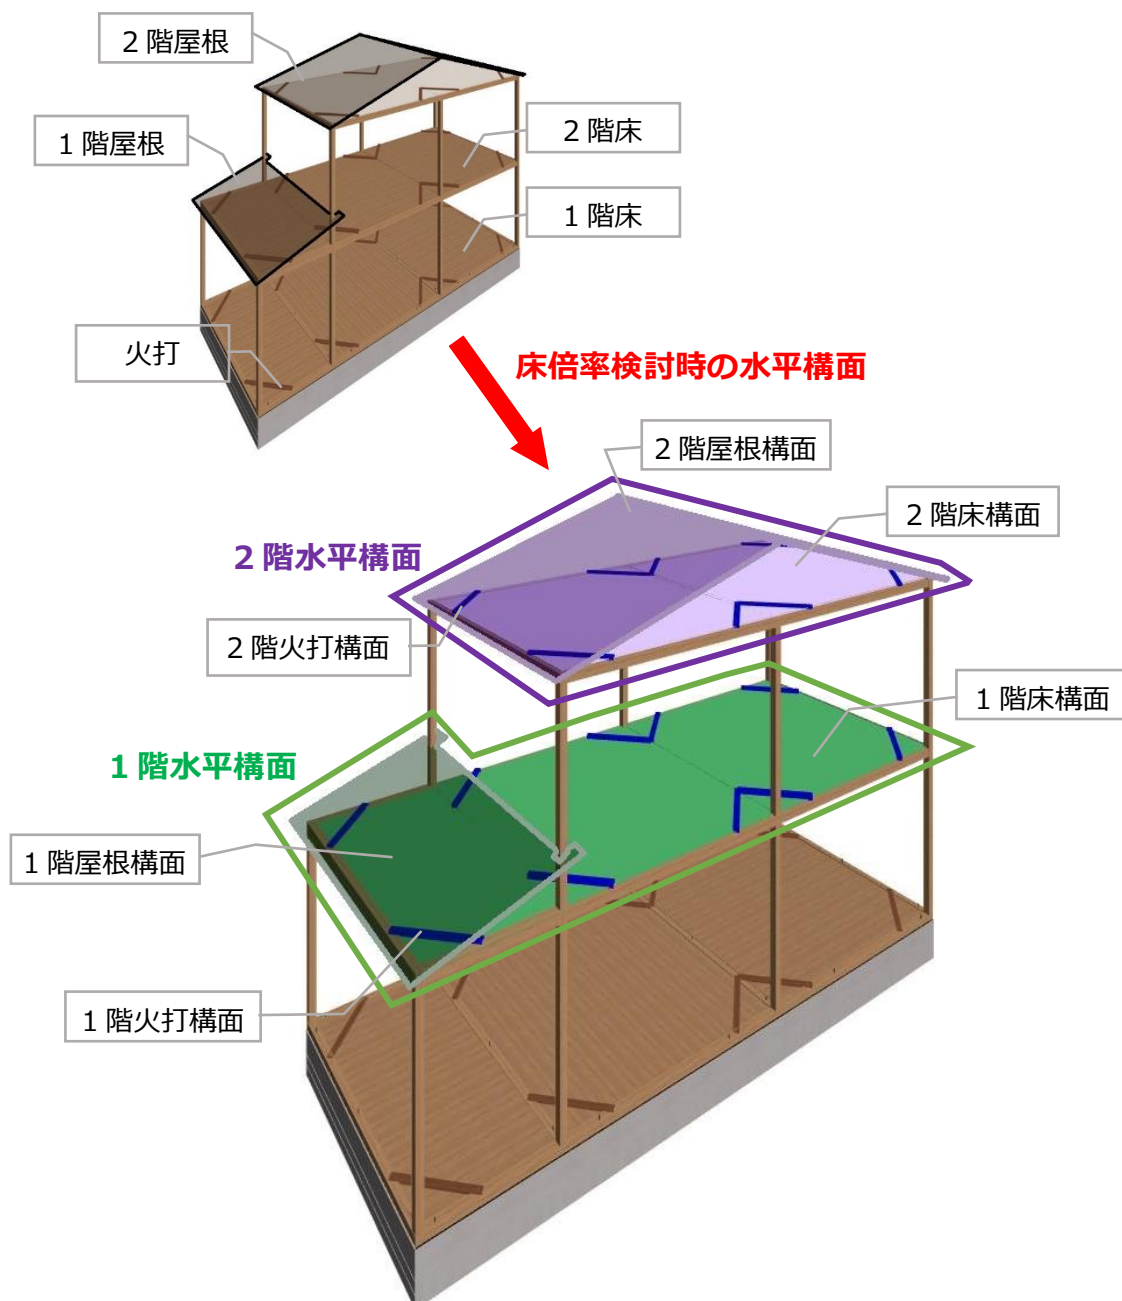 ２階屋根
１階屋根
２階床
１階床
火打
床倍率検討時の水平構面
２階屋根構面
２階床構面
２階水平構面
２階火打構面
１階床構面
１階水平構面
１階屋根構面
１階火打構面